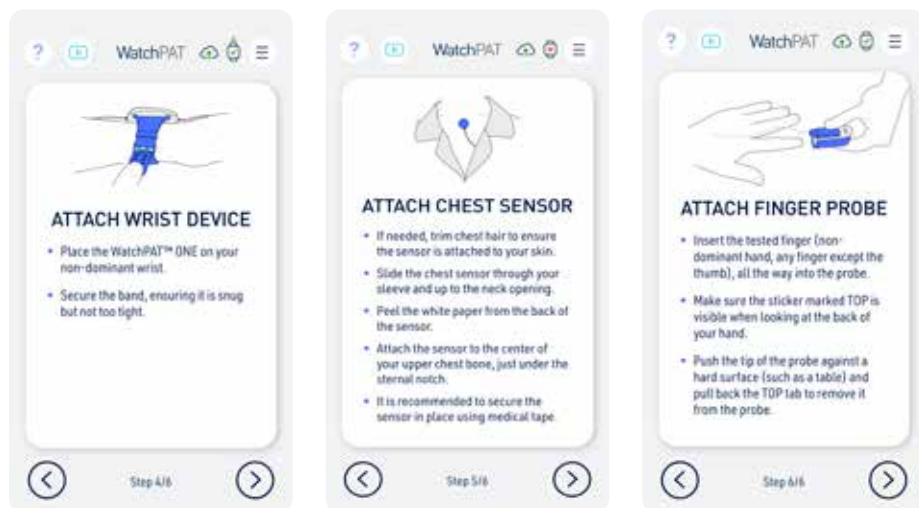 ?
WatchPAT
ATTACH WRIST DEVICE
• Place the WatchPAT™ ONE on your
non-dominant wrist.
• Secure the band, ensuring it is snug
but not too tight.
Step 4/6
?
WatchPAT
ATTACH CHEST SENSOR
• If needed, trim chest hair to ensure
the sensor is attached to your skin.
• Slide the chest sensor through your
sleeve and up to the neck opening.
• Peel the white paper from the back of
the sensor.
• Attach the sensor to the center of
your upper chest bone, just under the
sternal notch.
• It is recommended to secure the
sensor in place using medical tape
Step 5/6
?
WatchPAT
ATTACH FINGER PROBE
• Insert the tested finger (non-
dominant hand, any finger except the
thumb), all the way into the probe.
• Make sure the sticker marked TOP is
visible when looking at the back of
your hand.
• Push the tip of the probe against a
hard surface (such as a table) and
pull back the TOP tab to remove it
from the probe.
Step 6/6